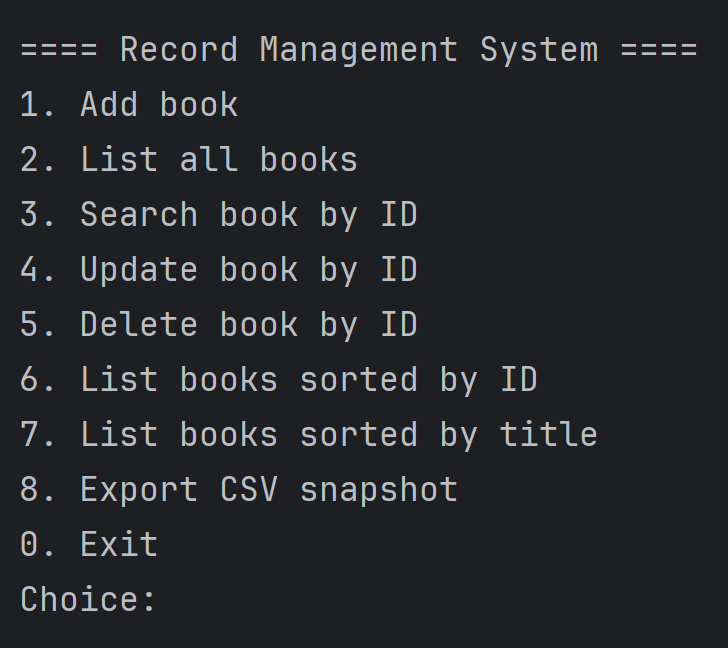 ==== Record Management System ====
1. Add book
2. List all books
3. Search book by ID
4. Update book by ID
5. Delete book by ID
6. List books sorted by ID
7. List books sorted by title
8. Export CSV snapshot
0. Exit
Choice: